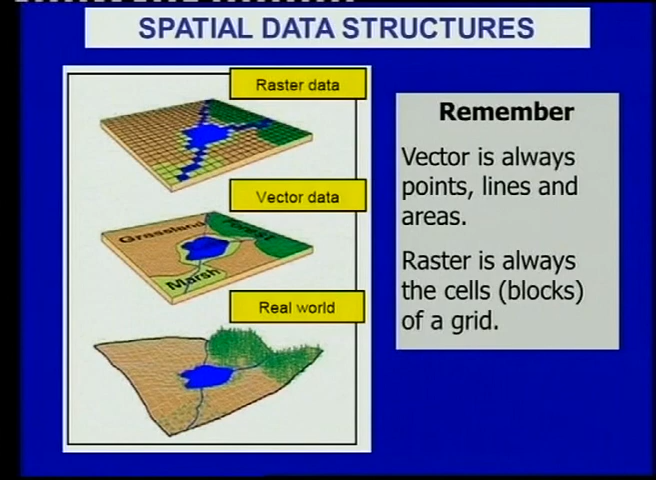 SPATIAL DATA STRUCTURES
Raster data
Vector data
Grassland
Marsh
Real world
Remember
Vector is always
points, lines and
areas.
Raster is always
the cells (blocks)
of a grid.